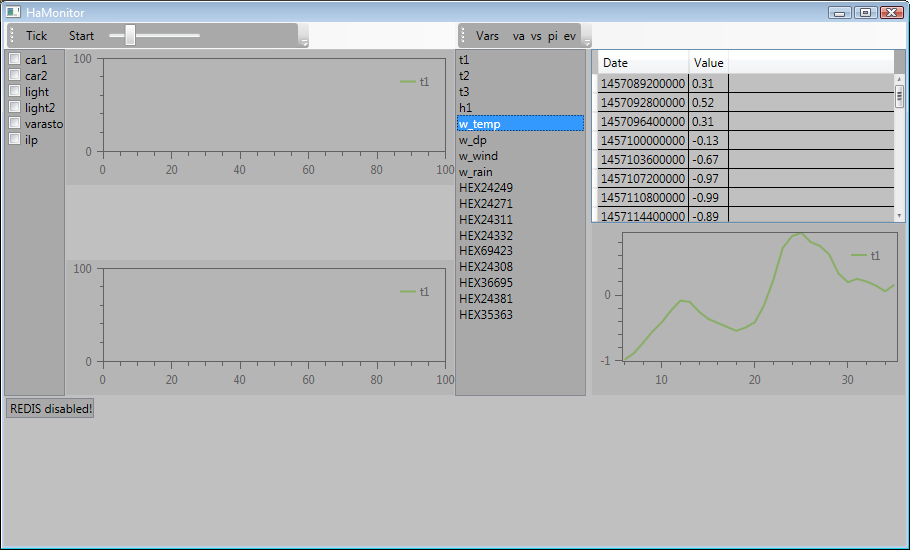 HaMonitor
Tick Start
Vars va vs pi ev
car1
car2
light
light2
varasto
ilp
100
0
0 20 40 60 80 100
t1
100
0
0 20 40 60 80 100
t1
t1
t2
t3
h1
w_temp
w_dp
w_wind
w_rain
HEX24249
HEX24271
HEX24311
HEX24332
HEX69423
HEX24308
HEX36695
HEX24381
HEX35363
Date Value
1457089200000 0.31
1457092800000 0.52
1457096400000 0.31
1457100000000 -0.13
1457103600000 -0.67
1457107200000 -0.97
1457110800000 -0.99
1457114400000 -0.89
t1
0
-1
10 20 30
REDIS disabled!